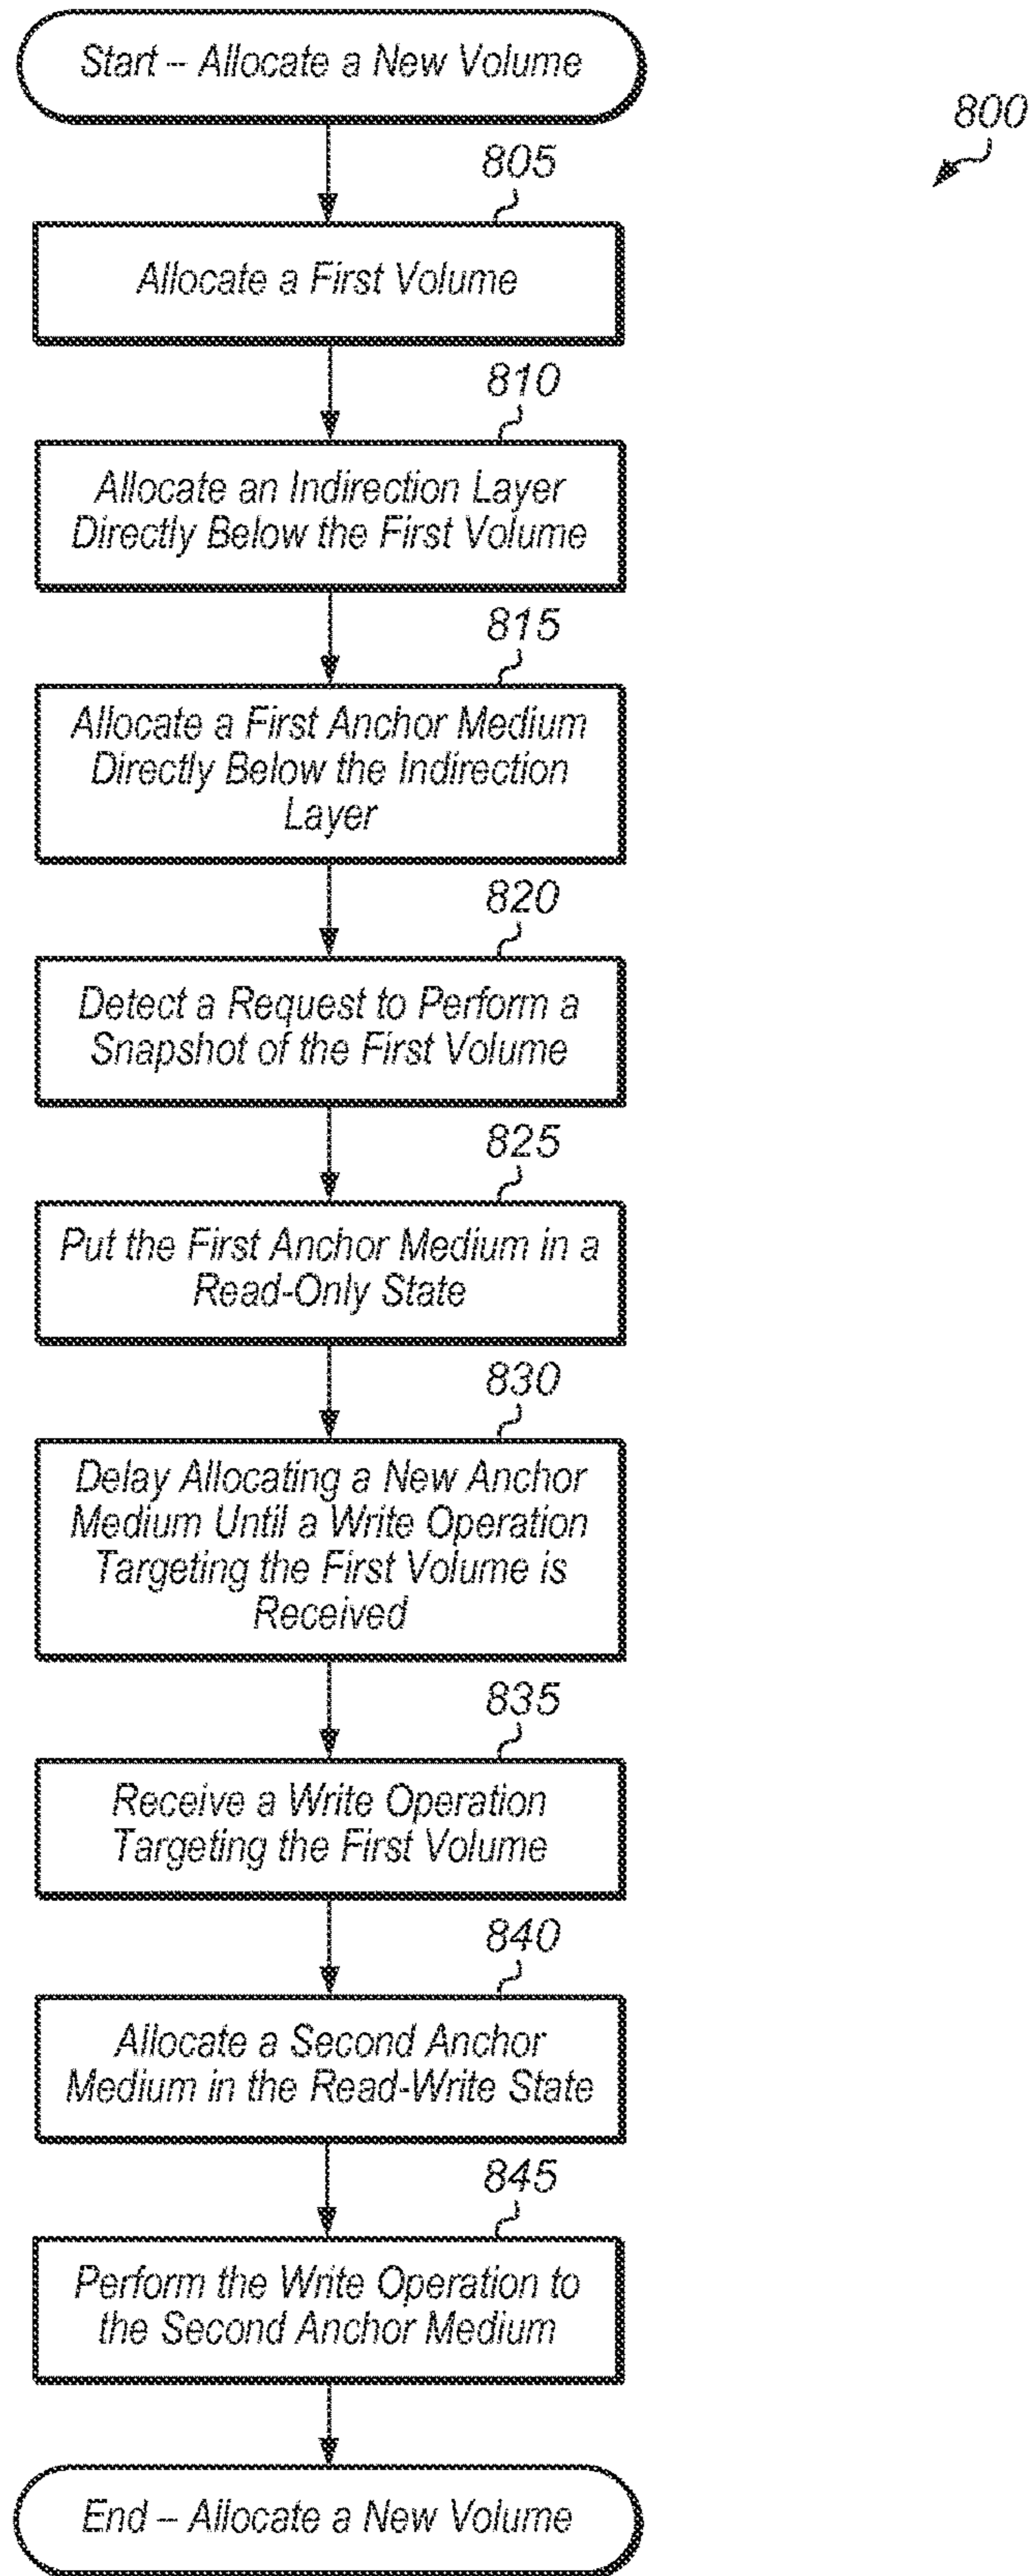 Start – Allocate a New Volume
800
805
Allocate a First Volume
810
Allocate an Indirection Layer
Directly Below the First Volume
815
Allocate a First Anchor Medium
Directly Below the Indirection
Layer
820
Detect a Request to Perform a
Snapshot of the First Volume
825
Put the First Anchor Medium in a
Read-Only State
830
Delay Allocating a New Anchor
Medium Until a Write Operation
Targeting the First Volume is
Received
835
Receive a Write Operation
Targeting the First Volume
840
Allocate a Second Anchor
Medium in the Read-Write State
845
Perform the Write Operation to
the Second Anchor Medium
End – Allocate a New Volume